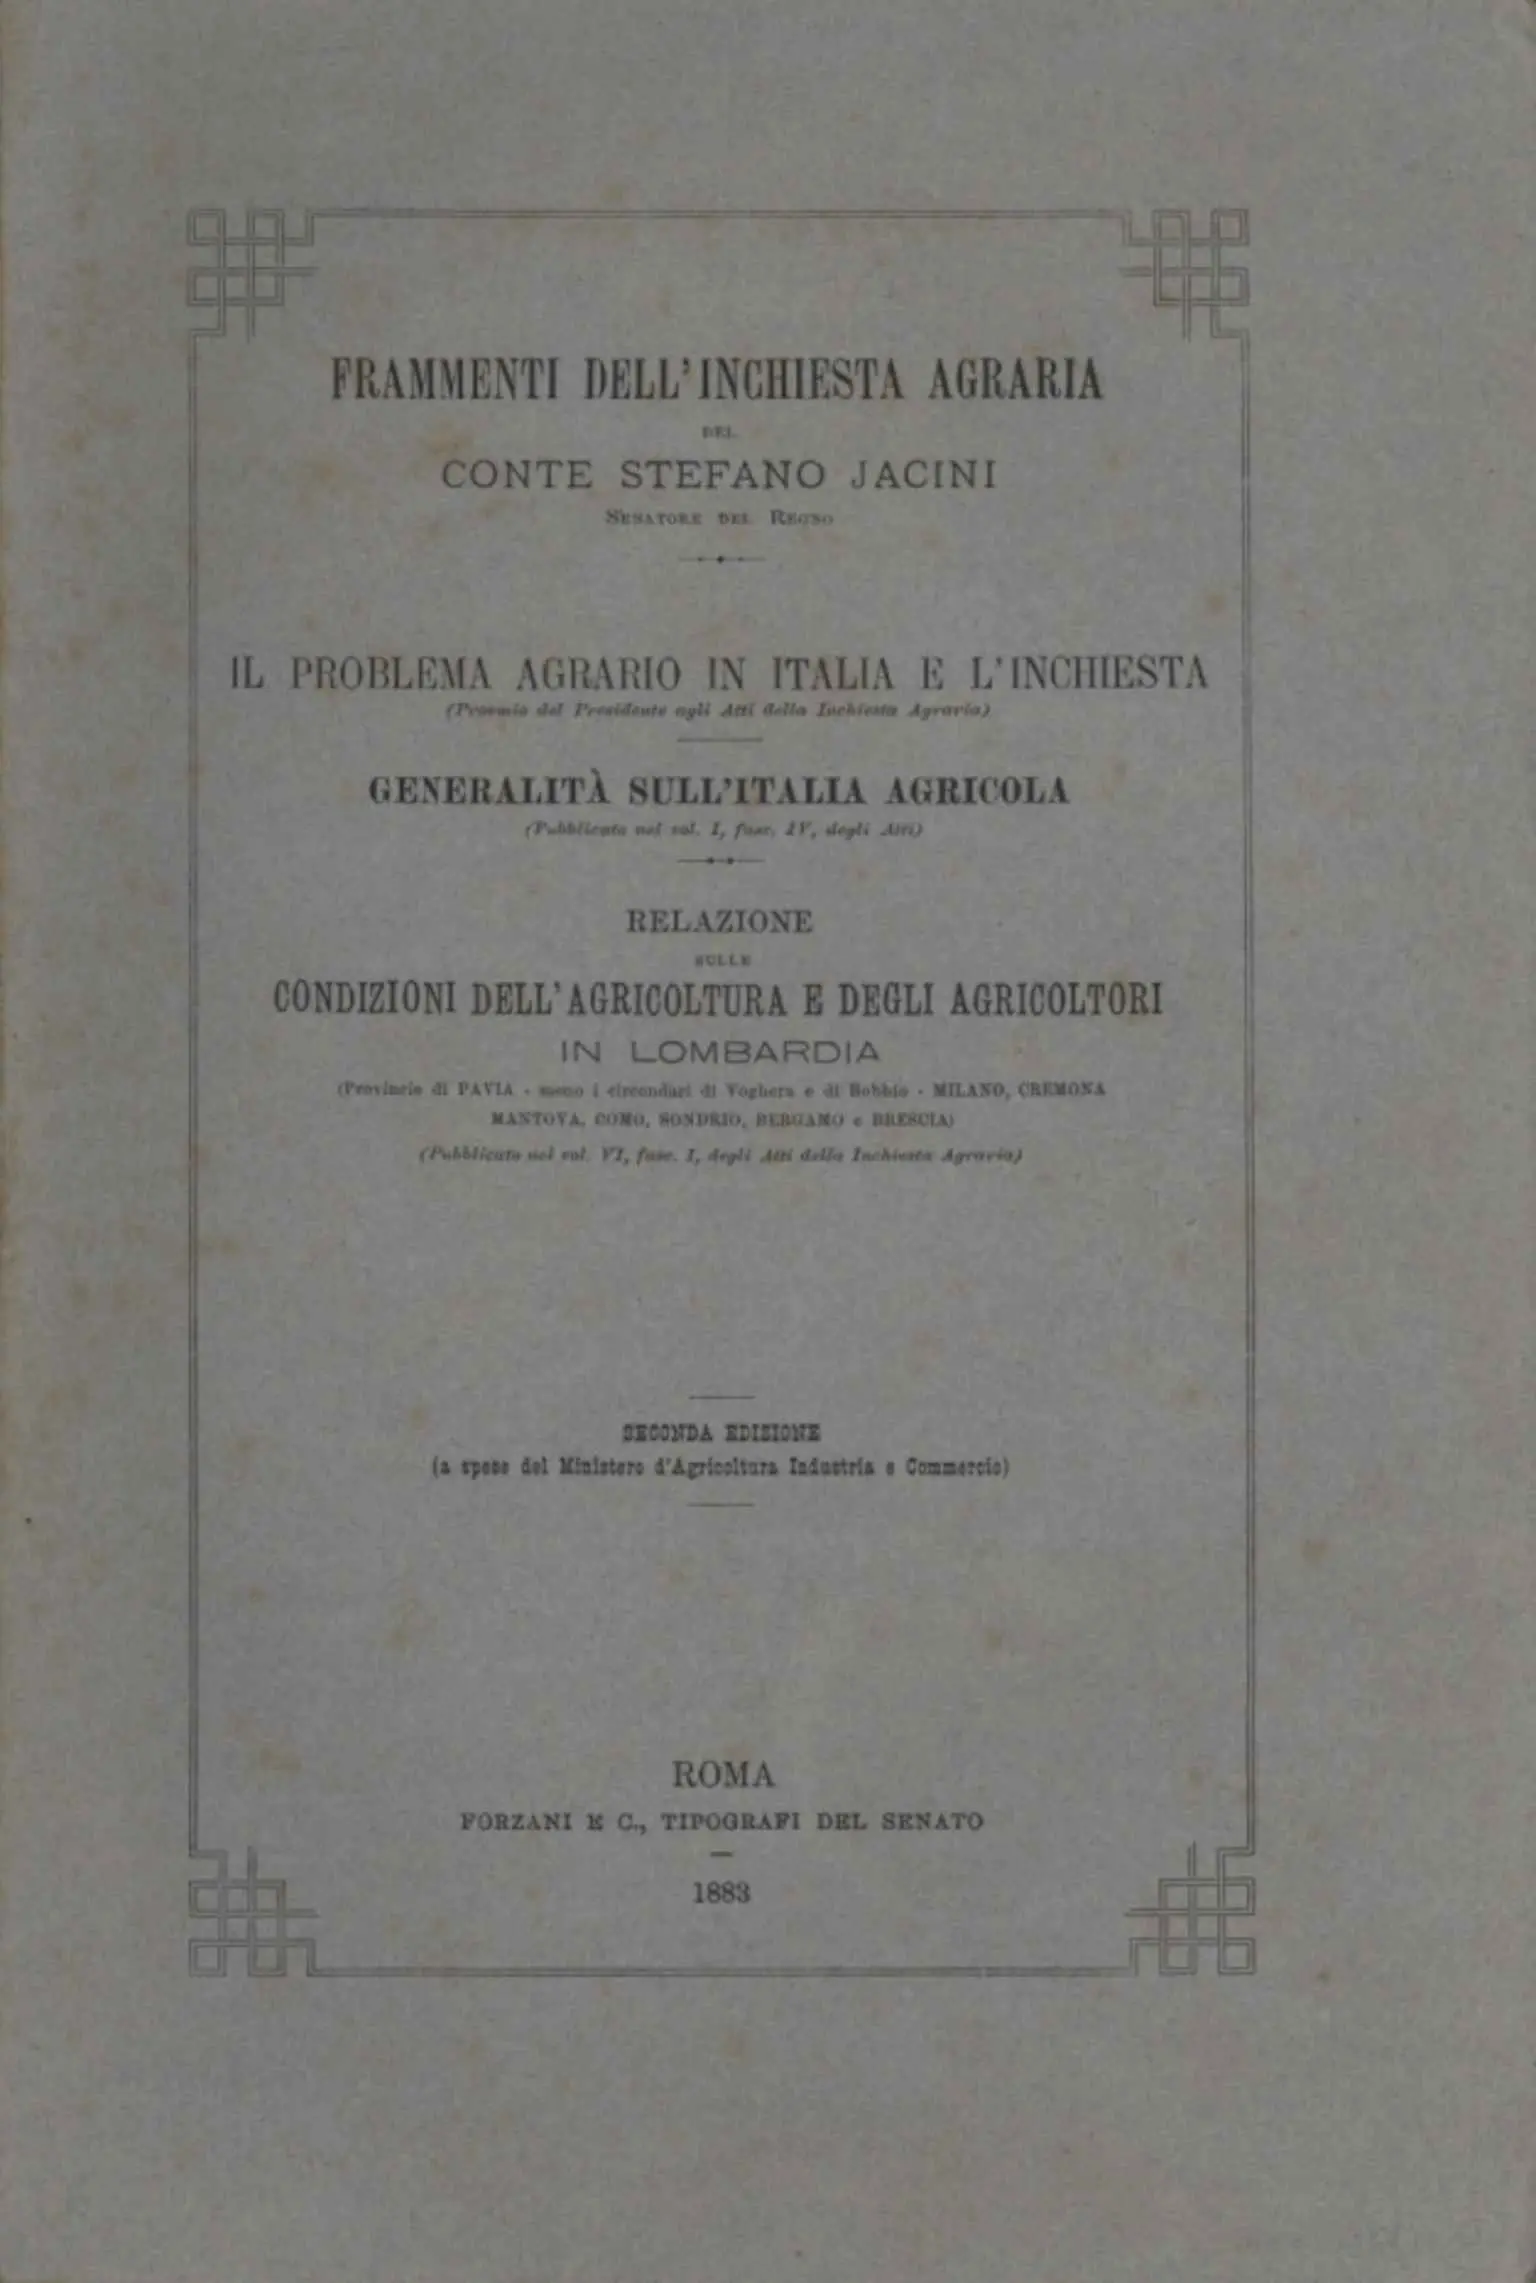 FRAMMENTI DELL'INCHIESTA AGRARIA
DEL
CONTE STEFANO JACINI
SENATORE DEL REGNO
IL PROBLEMA AGRARIO IN ITALIA E L'INCHIESTA
(Proemio del Presidente agli Atti della Inchiesta Agraria)
GENERALITÀ SULL'ITALIA AGRICOLA
(Pubblicata nel vol. I, fasc. IV, degli Atti)
RELAZIONE
SULLE
CONDIZIONI DELL'AGRICOLTURA E DEGLI AGRICOLTORI
IN LOMBARDIA
(Provincie di PAVIA - meno i circondari di Voghera e di Bobbio - MILANO, CREMONA
MANTOVA, COMO, SONDRIO, BERGAMO e BRESCIA)
(Pubblicata nel vol. VI, fasc. I, degli Atti della Inchiesta Agraria)
SECONDA EDIZIONE
(a spese del Ministero d'Agricoltura Industria e Commercio)
ROMA
FORZANI E C., TIPOGRAFI DEL SENATO
1883